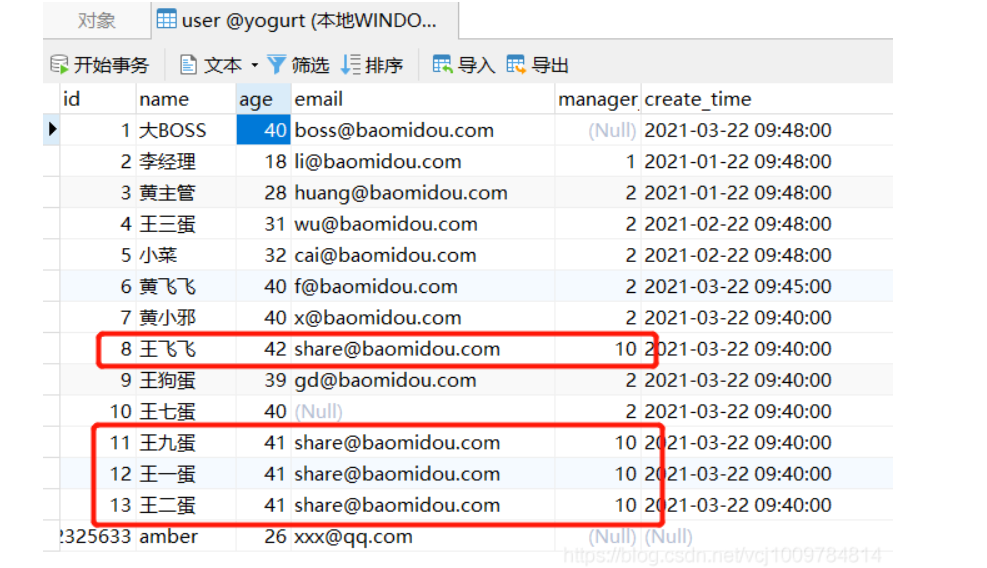 对象 user @yogurt (本地WINDO...
开始事务 文本 筛选 排序 导入 导出
id name age email manager_ create_time
1 大BOSS 40 boss@baomidou.com (Null) 2021-03-22 09:48:00
2 李经理 18 li@baomidou.com 1 2021-01-22 09:48:00
3 黄主管 28 huang@baomidou.com 2 2021-01-22 09:48:00
4 王三蛋 31 wu@baomidou.com 2 2021-02-22 09:48:00
5 小菜 32 cai@baomidou.com 2 2021-02-22 09:48:00
6 黄飞飞 40 f@baomidou.com 2 2021-03-22 09:45:00
7 黄小邪 40 x@baomidou.com 2 2021-03-22 09:40:00
8 王飞飞 42 share@baomidou.com 10 2021-03-22 09:40:00
9 王狗蛋 39 gd@baomidou.com 2 2021-03-22 09:40:00
10 王七蛋 40 (Null) 2 2021-03-22 09:40:00
11 王九蛋 41 share@baomidou.com 10 2021-03-22 09:40:00
12 王一蛋 41 share@baomidou.com 10 2021-03-22 09:40:00
13 王二蛋 41 share@baomidou.com 10 2021-03-22 09:40:00
2325633 amber 26 xxx@qq.com (Null) (Null)
https://blog.csdn.net/vcj1009784814